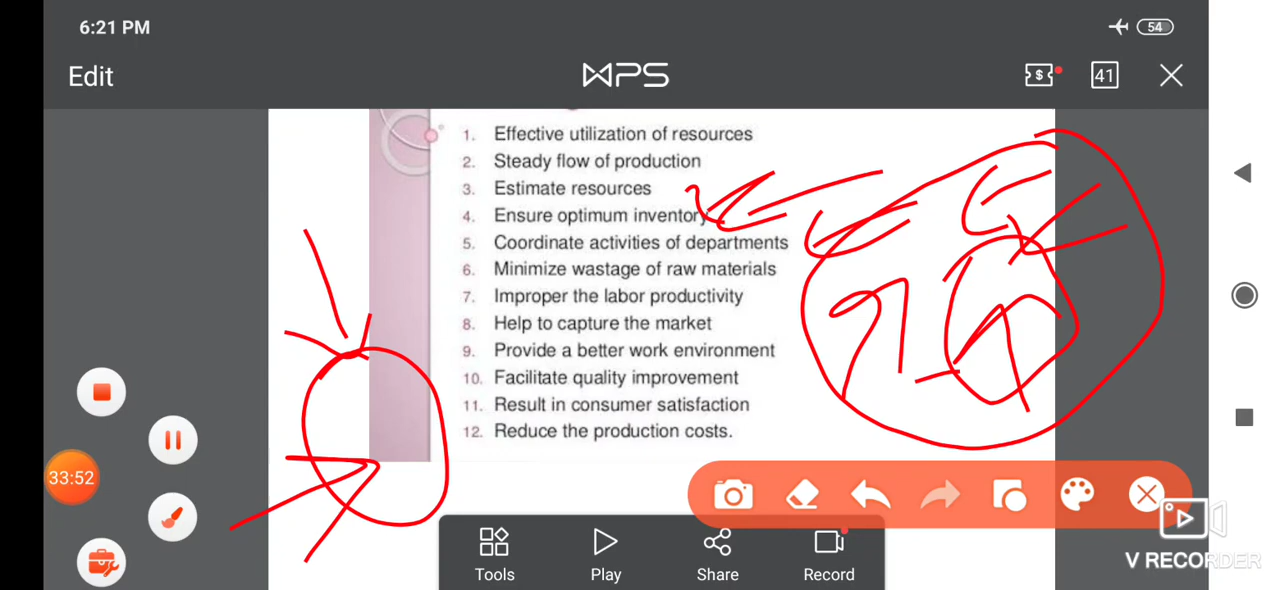 6:21 PM
54
Edit
WPS
$
41
1. Effective utilization of resources
2. Steady flow of production
3. Estimate resources
4. Ensure optimum inventory
5. Coordinate activities of departments
6. Minimize wastage of raw materials
7. Improper the labor productivity
8. Help to capture the market
9. Provide a better work environment
10. Facilitate quality improvement
11. Result in consumer satisfaction
12. Reduce the production costs.
33:52
Tools
Play
Share
Record
V RECORDER